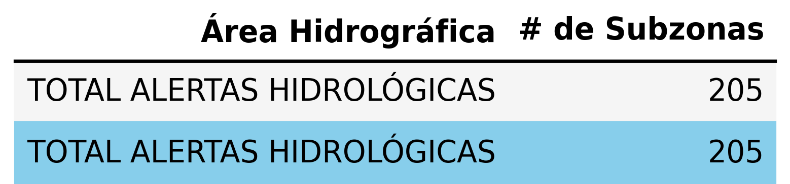 Área Hidrográfica # de Subzonas
TOTAL ALERTAS HIDROLÓGICAS 205
TOTAL ALERTAS HIDROLÓGICAS 205